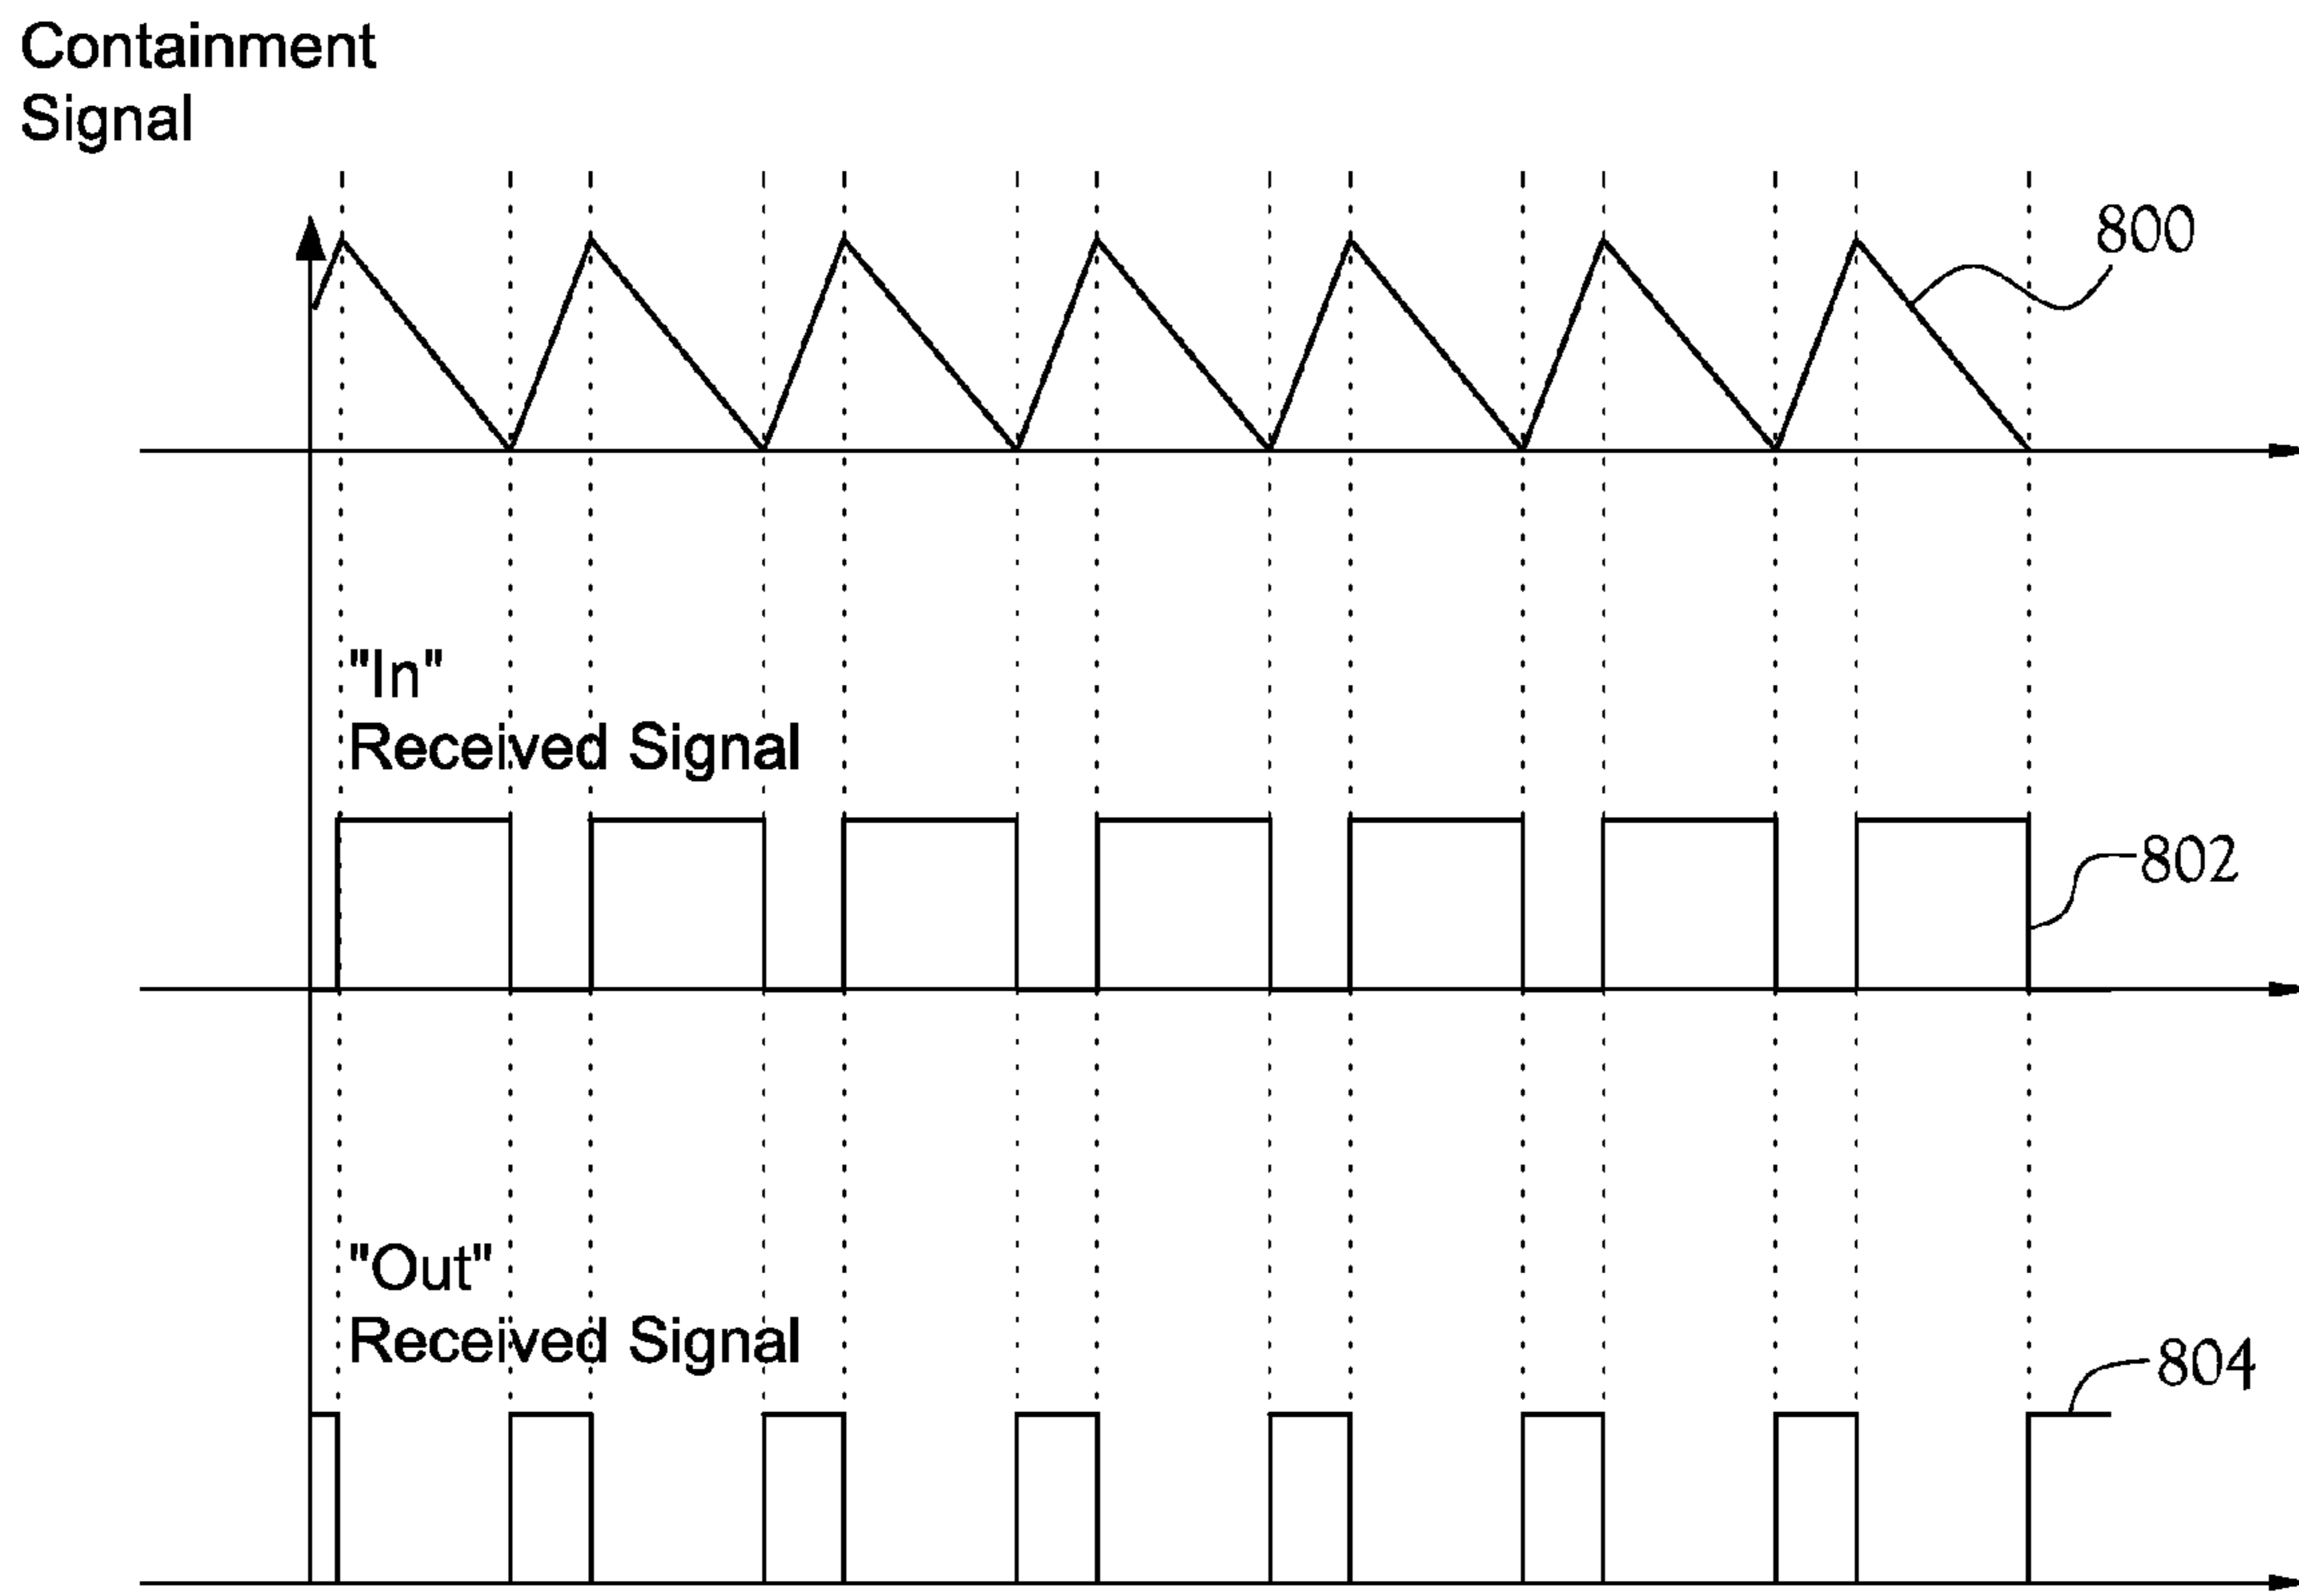 Containment
Signal
800
"In"
Received Signal
802
"Out"
Received Signal
804